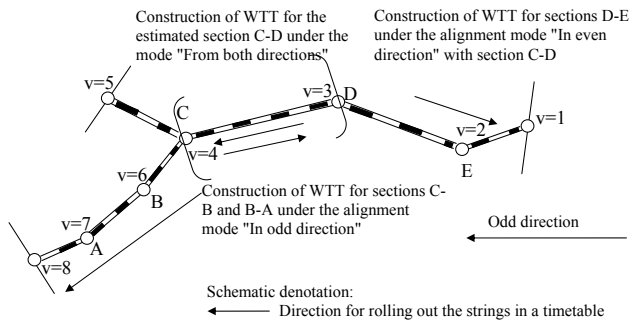 Construction of WTT for the
estimated section C-D under the
mode "From both directions"
Construction of WTT for sections D-E
under the alignment mode "In even
direction" with section C-D
v=5
C
v=3
D
v=1
v=2
v=4
E
v=6
B
Construction of WTT for sections C-
B and B-A under the alignment
mode "In odd direction"
v=7
A
v=8
Odd direction
Schematic denotation:
Direction for rolling out the strings in a timetable